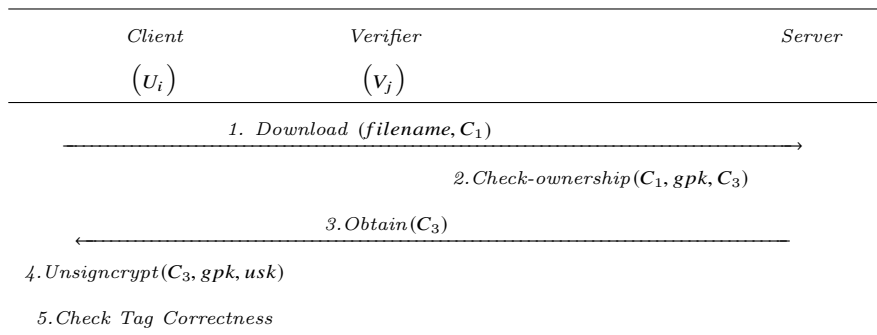 Client Verifier Server
(U_i) (V_j)
1. Download (filename, C_1)
2.Check-ownership(C_1, gpk, C_3)
3.Obtain(C_3)
4.Unsigncrypt(C_3, gpk, usk)
5.Check Tag Correctness